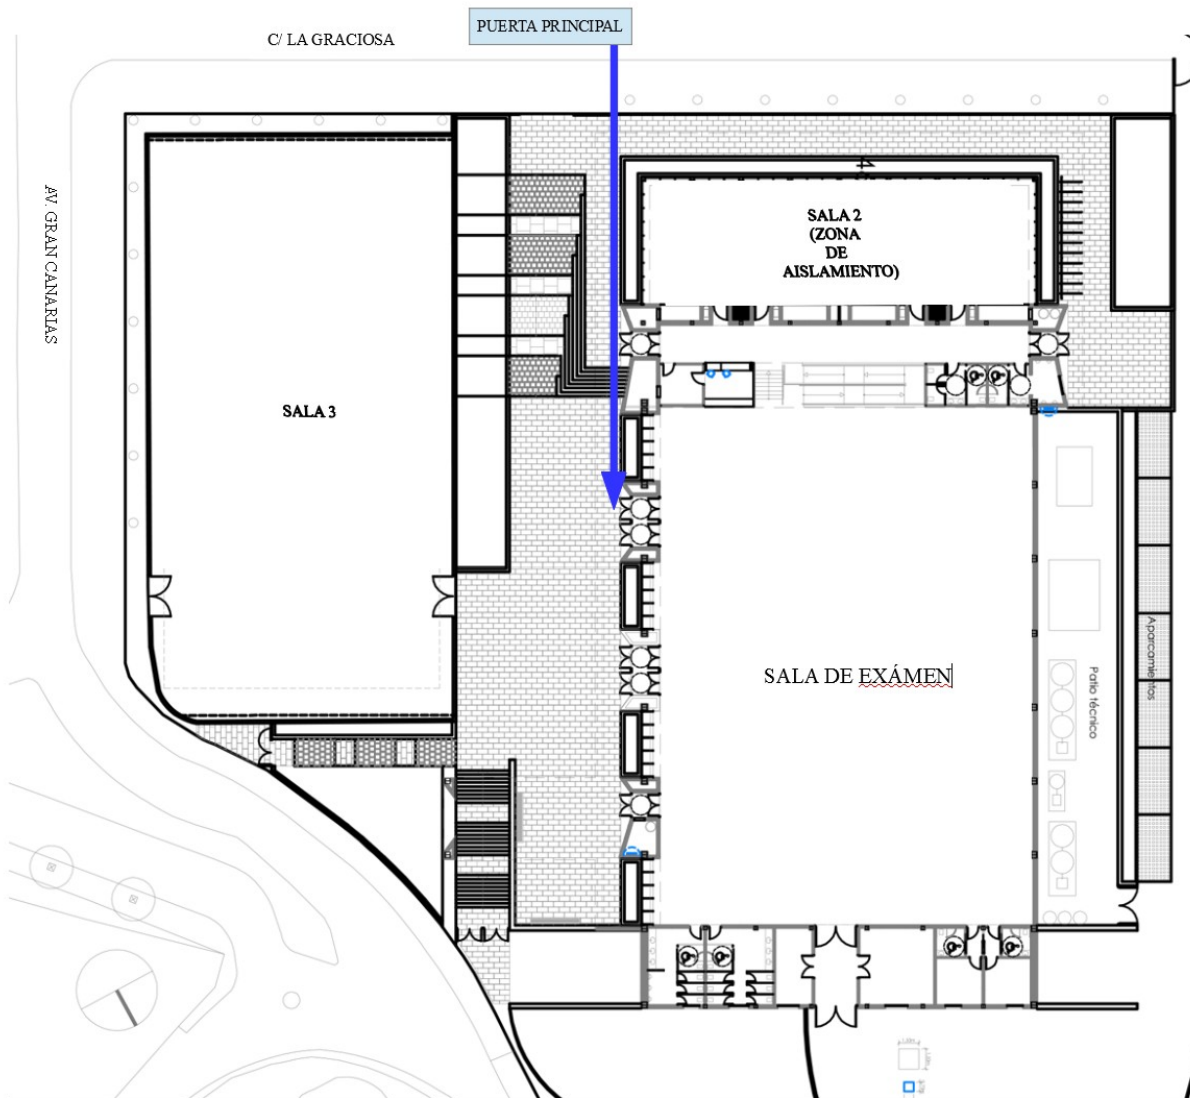 PUERTA PRINCIPAL
C/ LA GRACIOSA
AV. GRAN CANARIAS
SALA 2
(ZONA
DE
AISLAMIENTO)
SALA 3
SALA DE EXÁMEN
Aparcamientos
Patio técnico